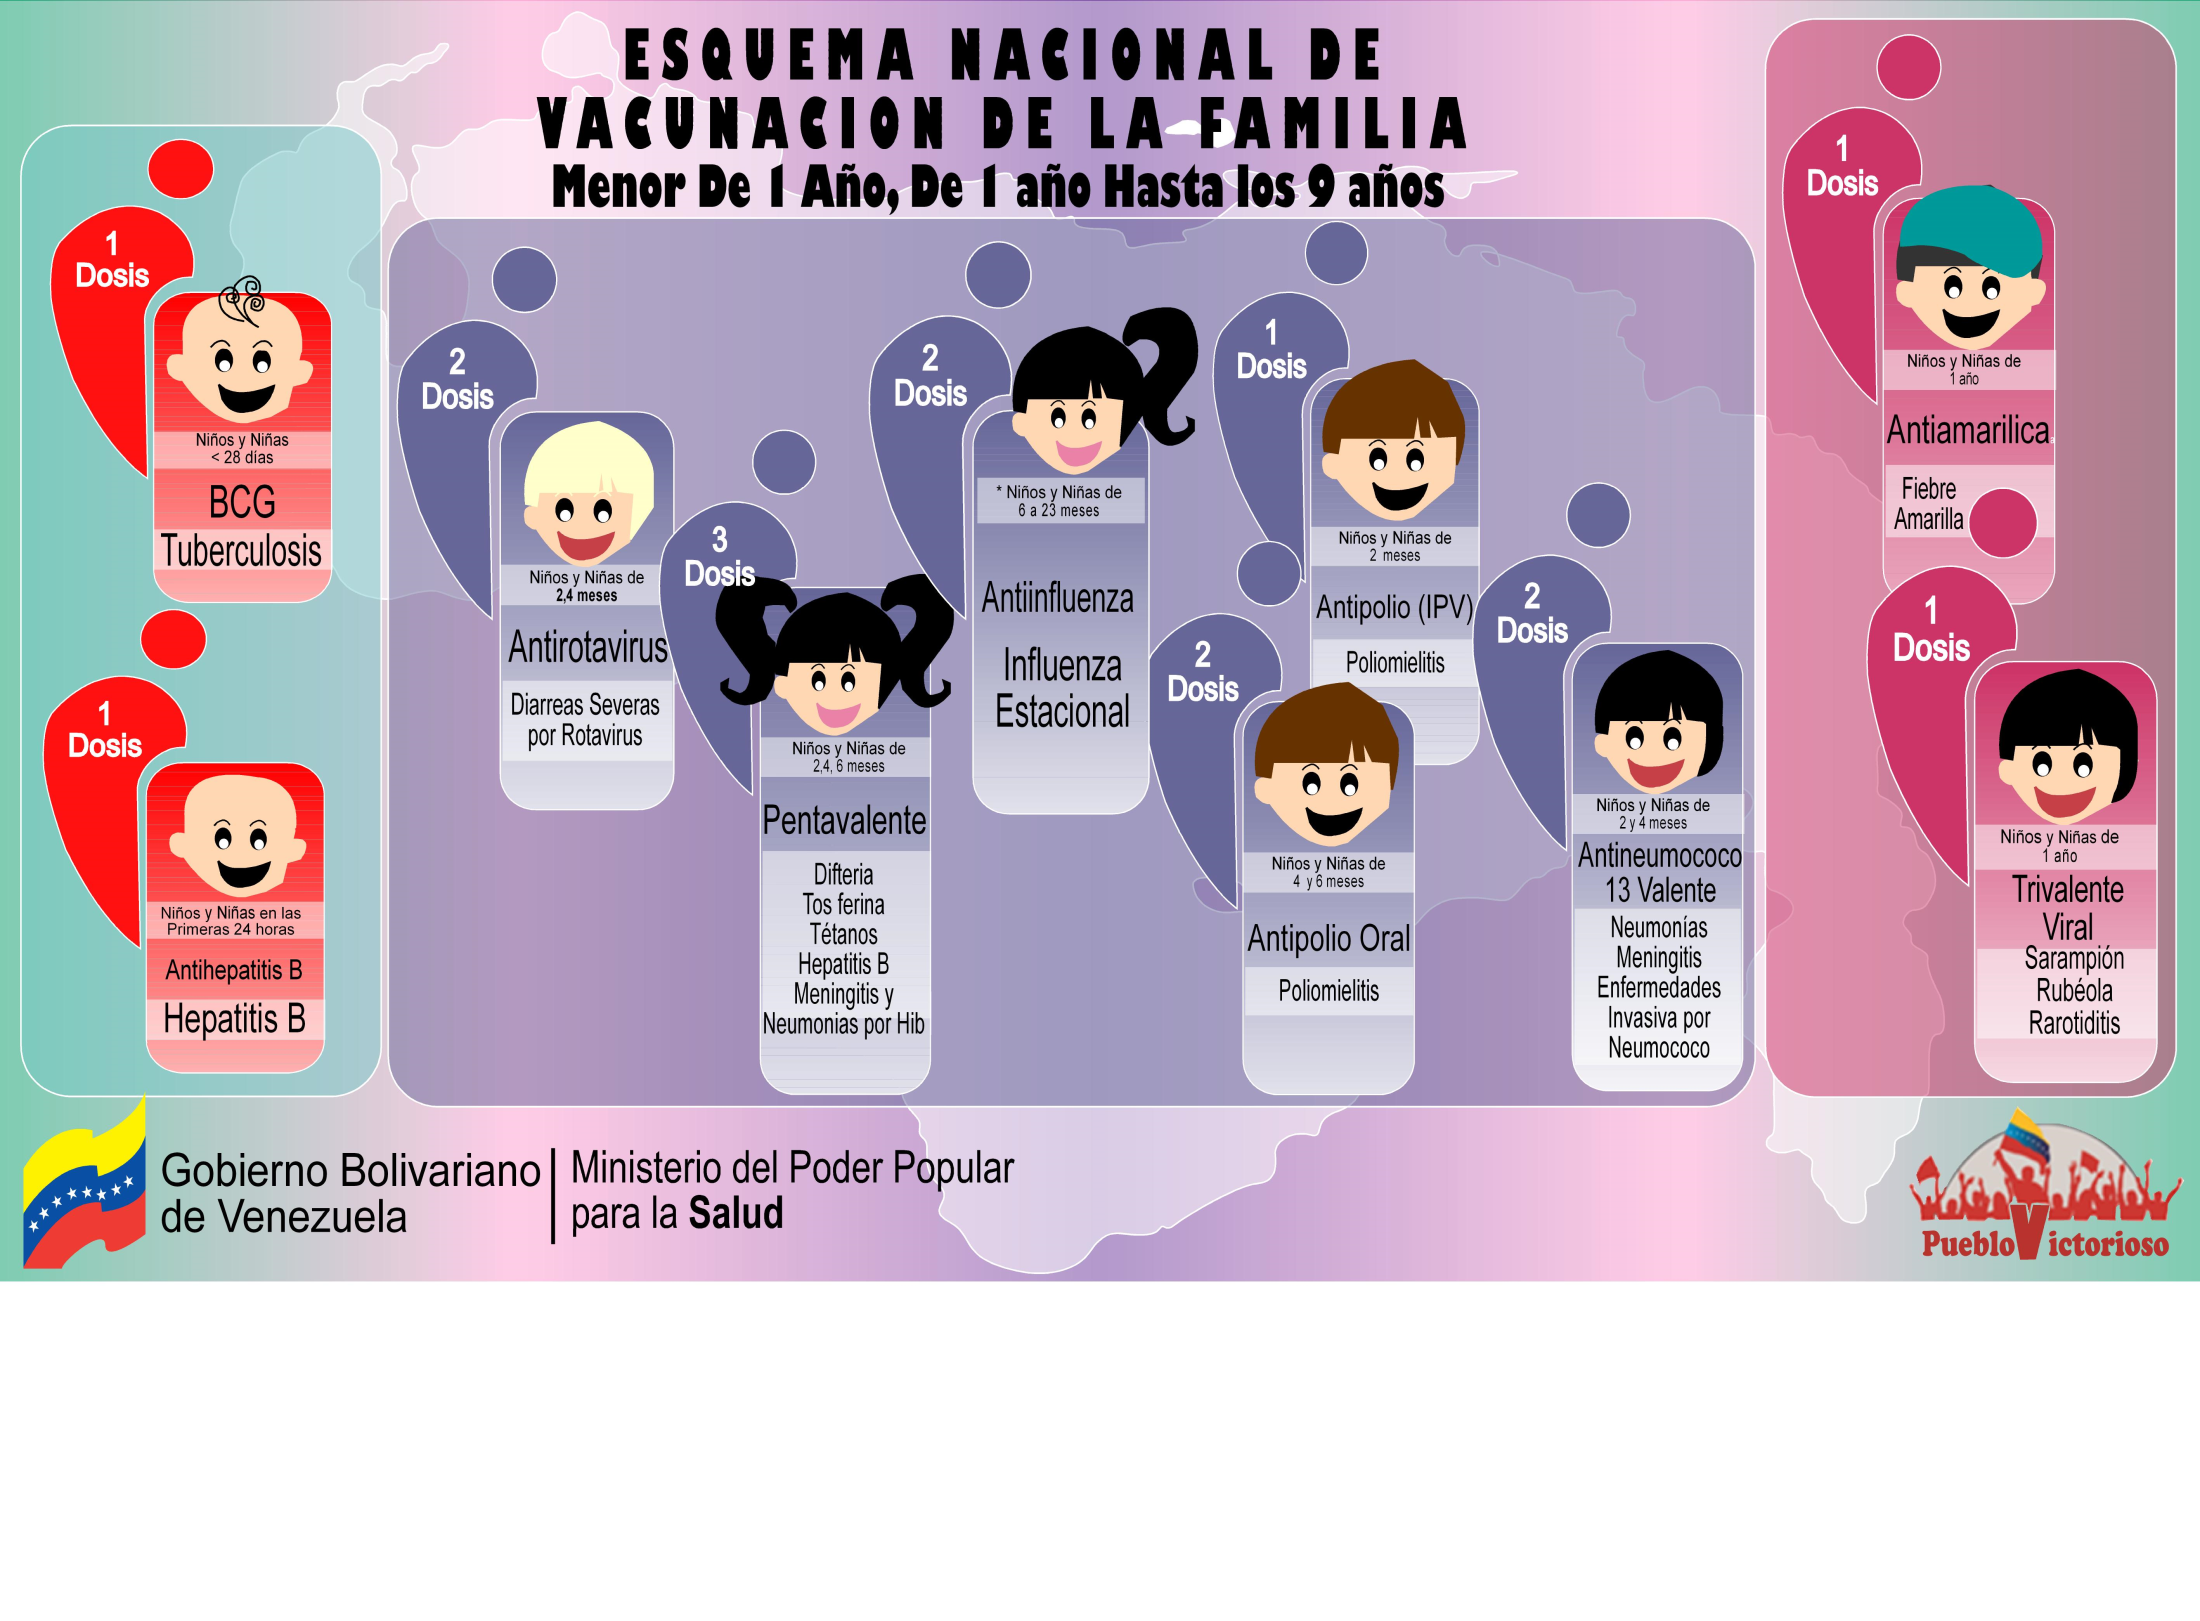 ESQUEMA NACIONAL DE
VACUNACION DE LA FAMILIA
Menor De 1 Año, De 1 año Hasta los 9 años
1
Dosis
Niños y Niñas
< 28 días
BCG
Tuberculosis
1
Dosis
Niños y Niñas en las
Primeras 24 horas
Antihepatitis B
Hepatitis B
2
Dosis
Niños y Niñas de
2,4 meses
Antirotavirus
Diarreas Severas
por Rotavirus
3
Dosis
Niños y Niñas de
2,4, 6 meses
Pentavalente
Difteria
Tos ferina
Tétanos
Hepatitis B
Meningitis y
Neumonias por Hib
2
Dosis
* Niños y Niñas de
6 a 23 meses
Antiinfluenza
Influenza
Estacional
1
Dosis
Niños y Niñas de
2 meses
Antipolio (IPV)
Poliomielitis
2
Dosis
Niños y Niñas de
4 y 6 meses
Antipolio Oral
Poliomielitis
2
Dosis
Niños y Niñas de
2 y 4 meses
Antineumococo
13 Valente
Neumonías
Meningitis
Enfermedades
Invasiva por
Neumococo
1
Dosis
Niños y Niñas de
1 año
Antiamarilica
Fiebre
Amarilla
1
Dosis
Niños y Niñas de
1 año
Trivalente
Viral
Sarampión
Rubéola
Rarotiditis
Gobierno Bolivariano
de Venezuela
Ministerio del Poder Popular
para la Salud
Pueblo Victorioso